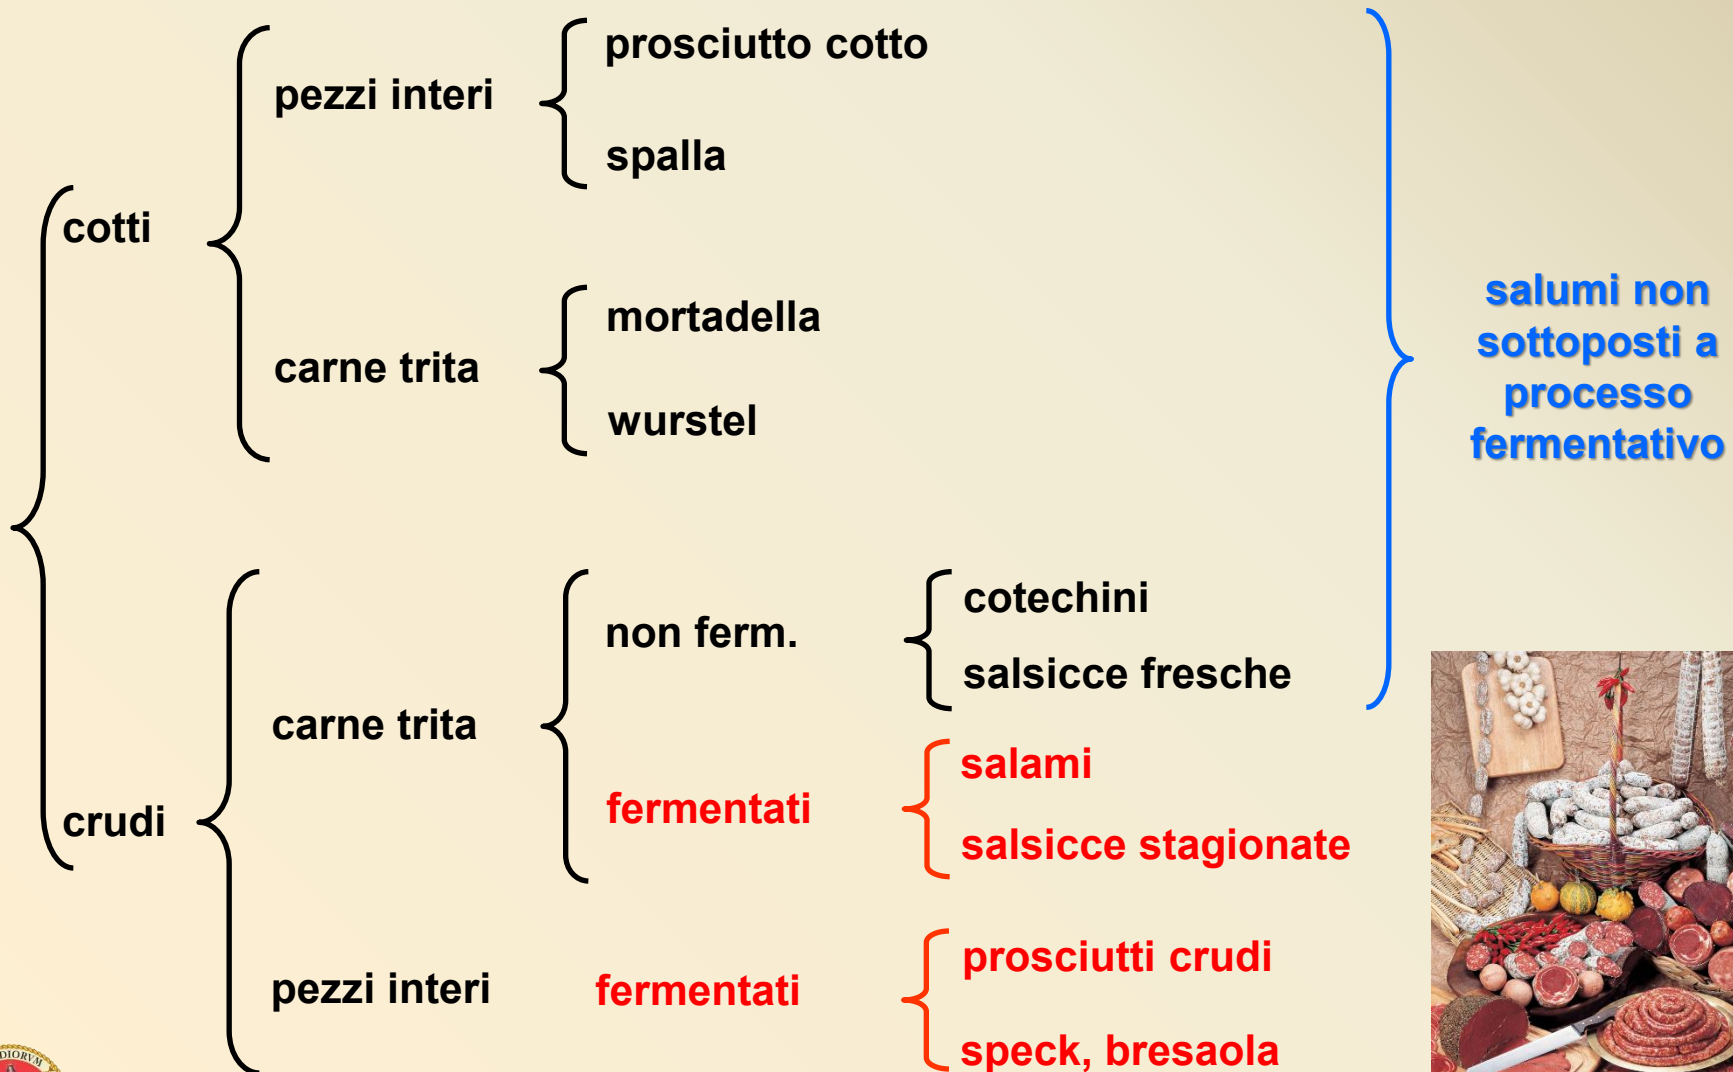 prosciutto cotto
pezzi interi
spalla
cotti
mortadella
carne trita
wurstel
salumi non
sottoposti a
processo
fermentativo
cotechini
non ferm.
salsicce fresche
carne trita
salami
fermentati
crudi
salsicce stagionate
prosciutti crudi
pezzi interi
fermentati
speck, bresaola